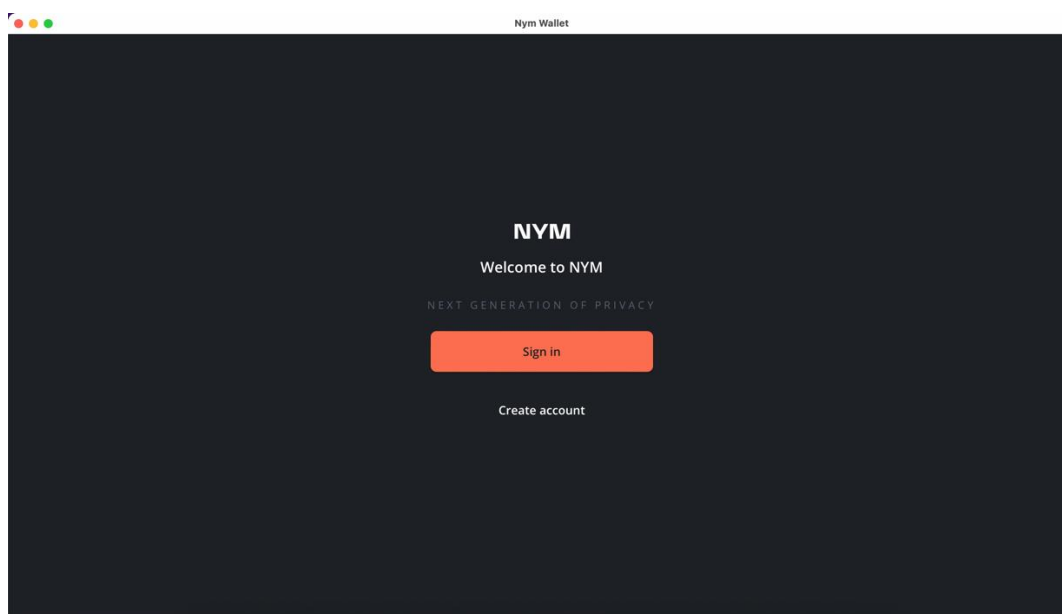 Nym Wallet
NYM
Welcome to NYM
NEXT GENERATION OF PRIVACY
Sign in
Create account